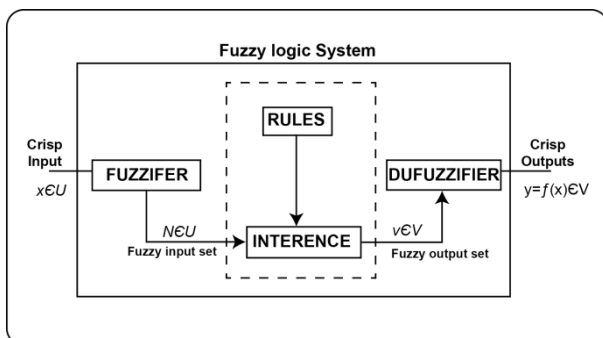 Fuzzy logic System
RULES
Crisp
Input
xЄU
FUZZIFER
DUFUZZIFIER
Crisp
Outputs
y=ƒ(x)ЄV
NЄU
Fuzzy input set
INTERENCE
vЄV
Fuzzy output set